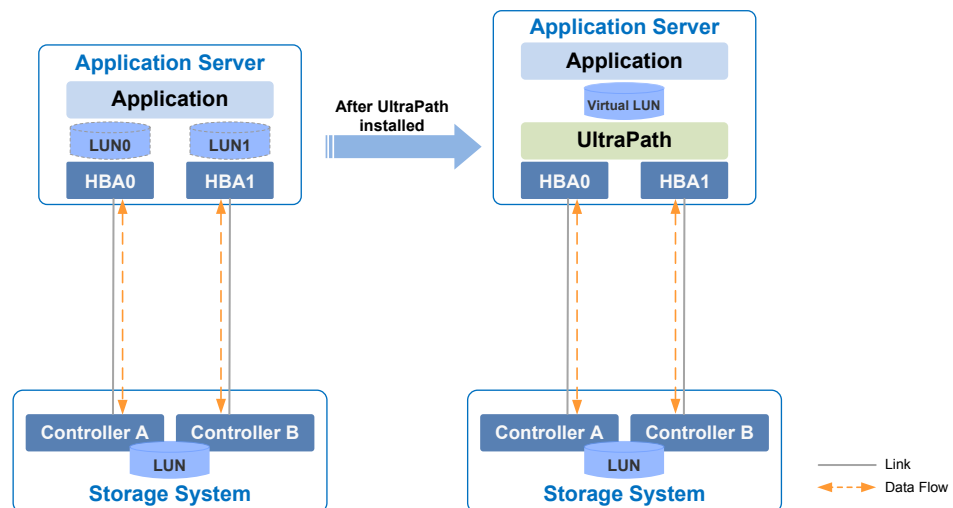 Application Server
Application
LUN0
LUN1
HBA0
HBA1
Controller A
Controller B
LUN
Storage System
After UltraPath
installed
Application Server
Application
Virtual LUN
UltraPath
HBA0
HBA1
Controller A
Controller B
LUN
Storage System
Link
Data Flow